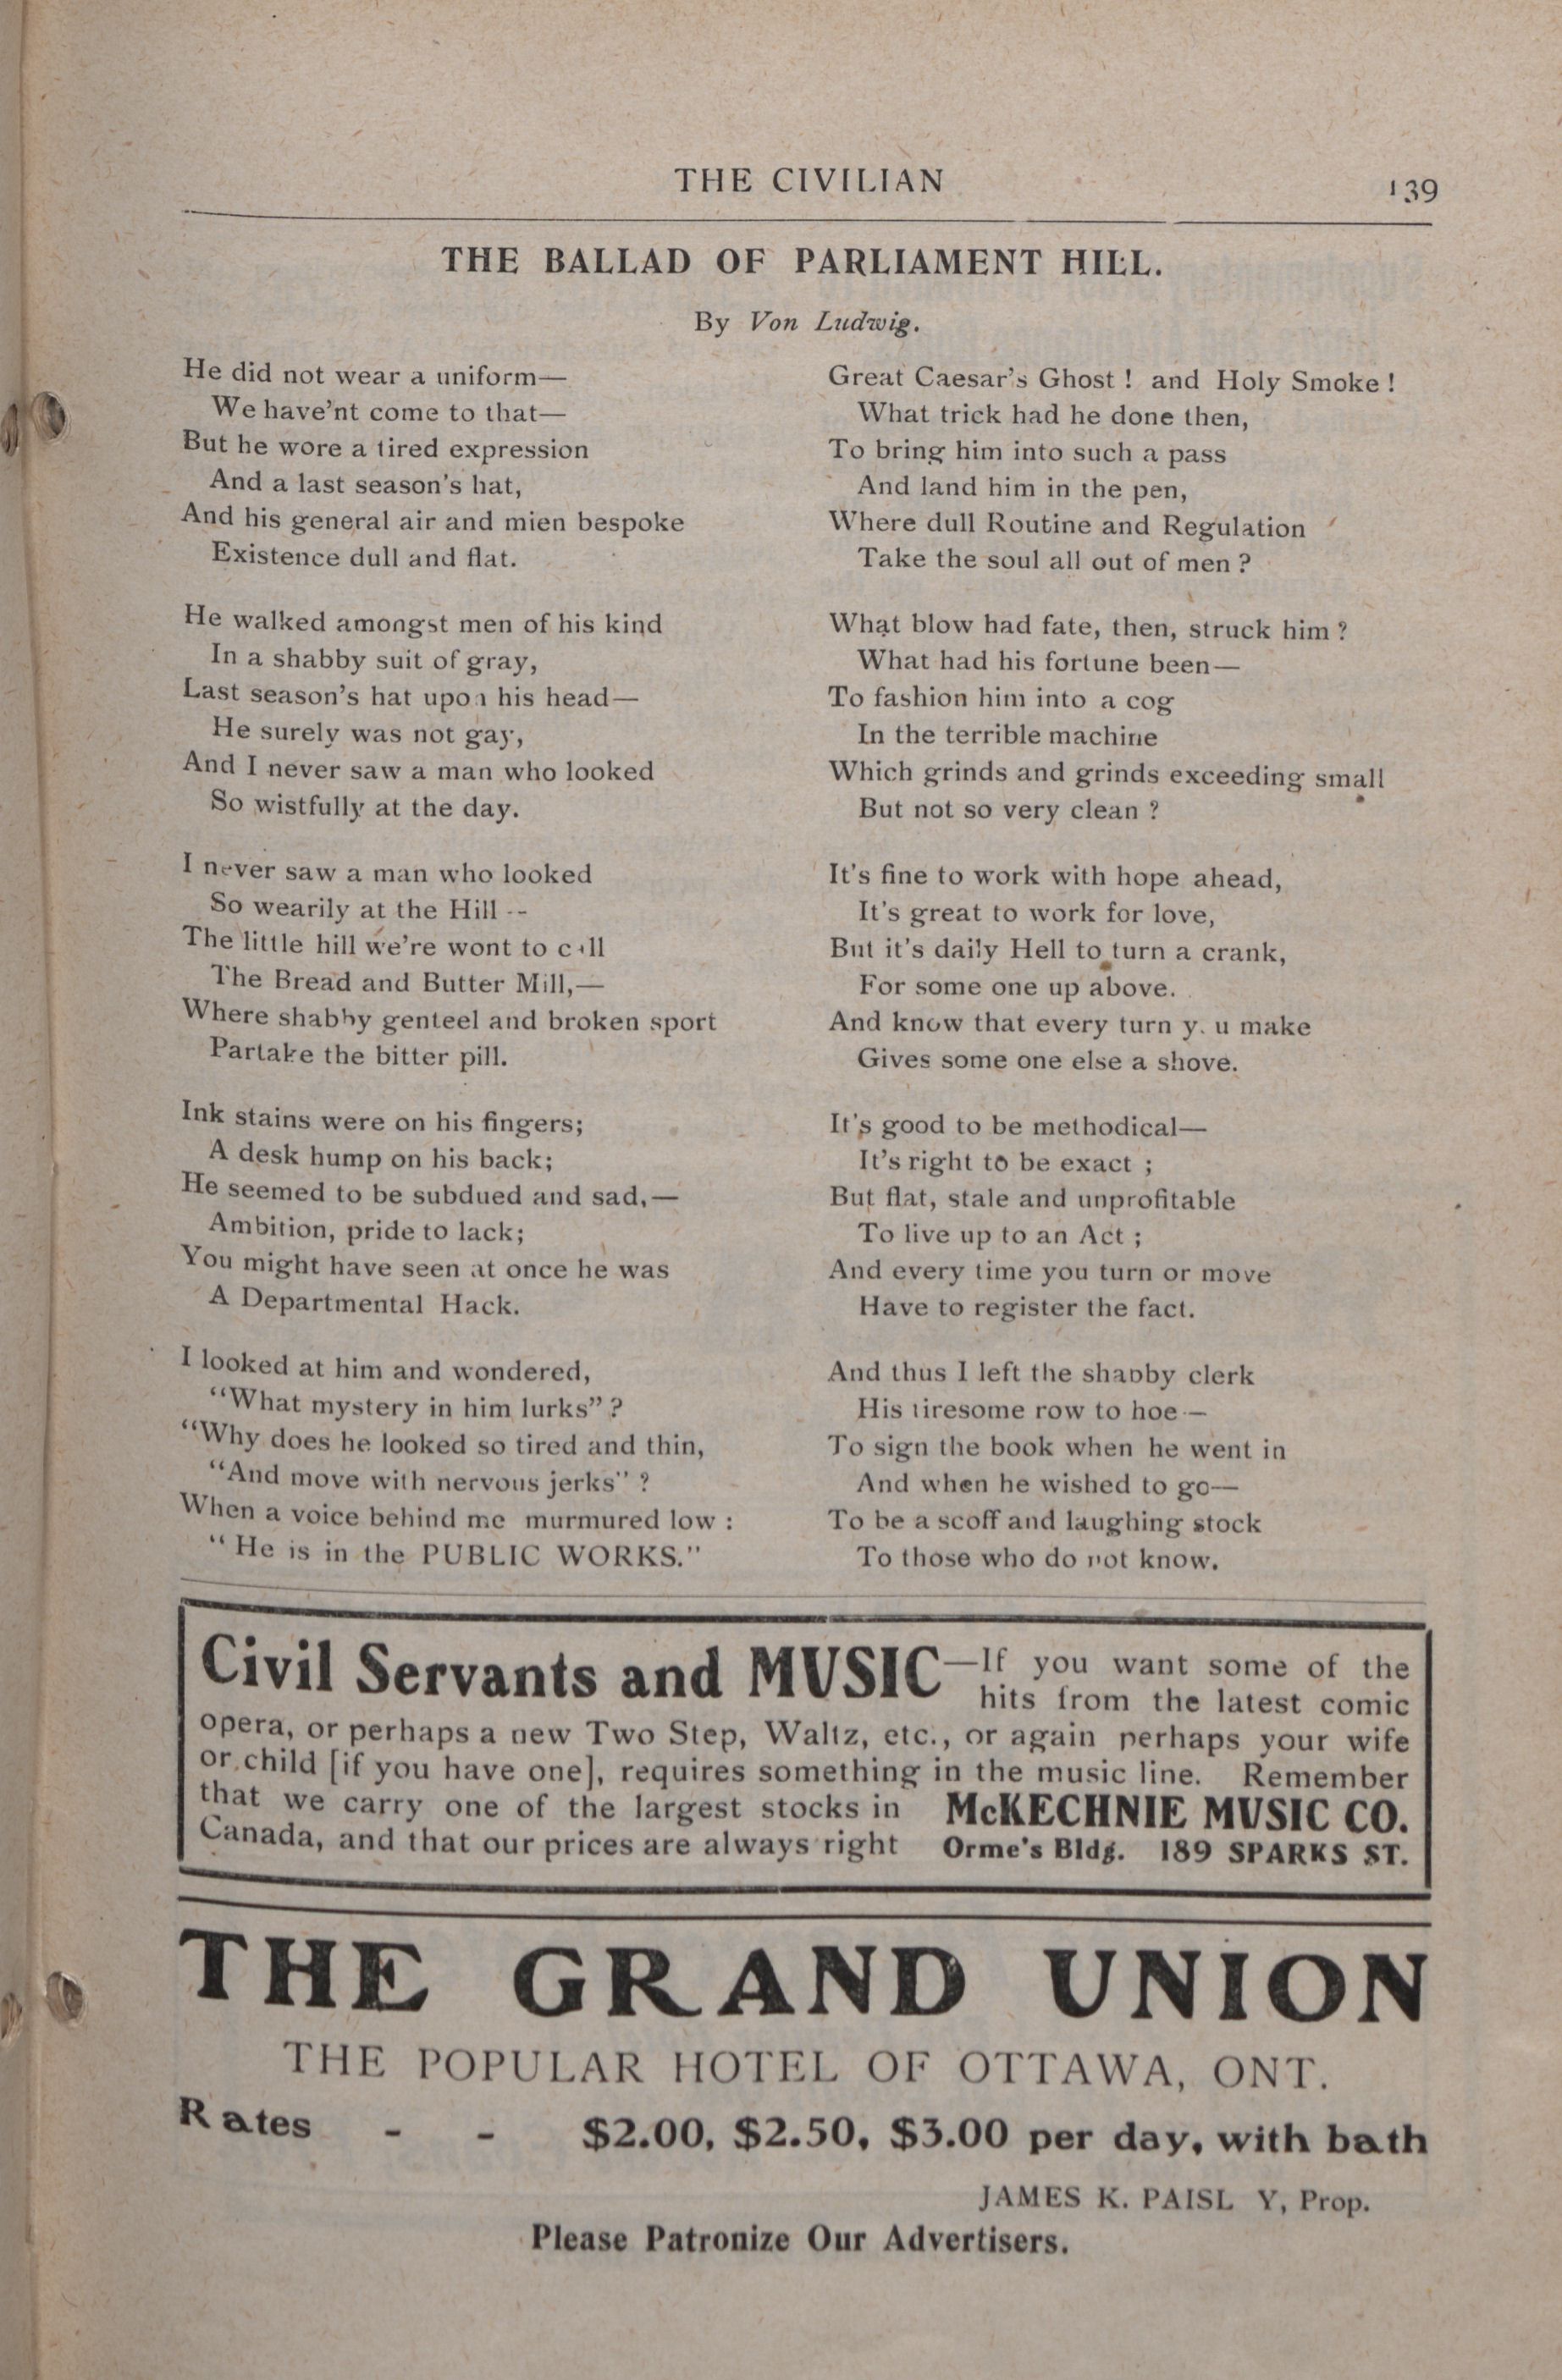 THE CIVILIAN
139
THE BALLAD OF PARLIAMENT HILL.
By Von Ludwig.
He did not wear a uniform—
We have'nt come to that—
But he wore a tired expression
And a last season's hat,
And his general air and mien bespoke
Existence dull and flat.
He walked amongst men of his kind
In a shabby suit of gray,
Last season's hat upon his head—
He surely was not gay,
And I never saw a man who looked
So wistfully at the day.
I never saw a man who looked
So wearily at the Hill--
The little hill we're wont to call
The Bread and Butter Mill,—
Where shabby genteel and broken sport
Partake the bitter pill.
Ink stains were on his fingers;
A desk hump on his back;
He seemed to be subdued and sad,—
Ambition, pride to lack;
You might have seen at once he was
A Departmental Hack.
I looked at him and wondered,
"What mystery in him lurks"?
"Why does he looked so tired and thin,
"And move with nervous jerks" ?
When a voice behind me murmured low :
"He is in the PUBLIC WORKS."
Great Caesar's Ghost ! and Holy Smoke !
What trick had he done then,
To bring him into such a pass
And land him in the pen,
Where dull Routine and Regulation
Take the soul all out of men ?
What blow had fate, then, struck him ?
What had his fortune been—
To fashion him into a cog
In the terrible machine
Which grinds and grinds exceeding small
But not so very clean ?
It's fine to work with hope ahead,
It's great to work for love,
But it's daily Hell to turn a crank,
For some one up above.
And know that every turn y. u make
Gives some one else a shove.
It's good to be methodical—
It's right to be exact ;
But flat, stale and unprofitable
To live up to an Act ;
And every time you turn or move
Have to register the fact.
And thus I left the shabby clerk
His tiresome row to hoe—
To sign the book when he went in
And when he wished to go—
To be a scoff and laughing stock
To those who do not know.
Civil Servants and MUSIC—If you want some of the
hits from the latest comic
opera, or perhaps a new Two Step, Waltz, etc., or again perhaps your wife
or child [if you have one], requires something in the music line. Remember
that we carry one of the largest stocks in McKECHNIE MUSIC CO.
Canada, and that our prices are always right Orme's Bldg. 189 SPARKS ST.
THE GRAND UNION
THE POPULAR HOTEL OF OTTAWA, ONT.
Rates - - $2.00, $2.50, $3.00 per day, with bath
JAMES K. PAISL Y, Prop.
Please Patronize Our Advertisers.